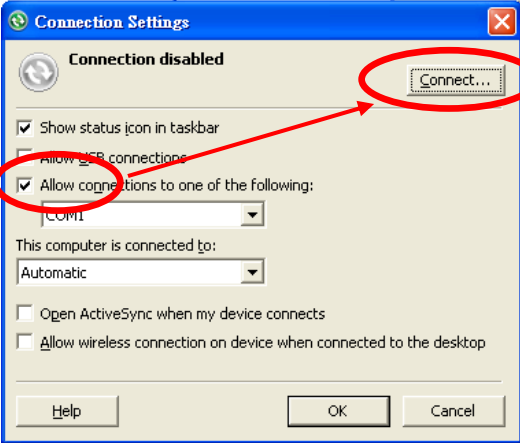 Connection Settings
Connection disabled
Connect...
Show status icon in taskbar
Allow USB connections
Allow connections to one of the following:
COM1
This computer is connected to:
Automatic
Open ActiveSync when my device connects
Allow wireless connection on device when connected to the desktop
Help
OK
Cancel